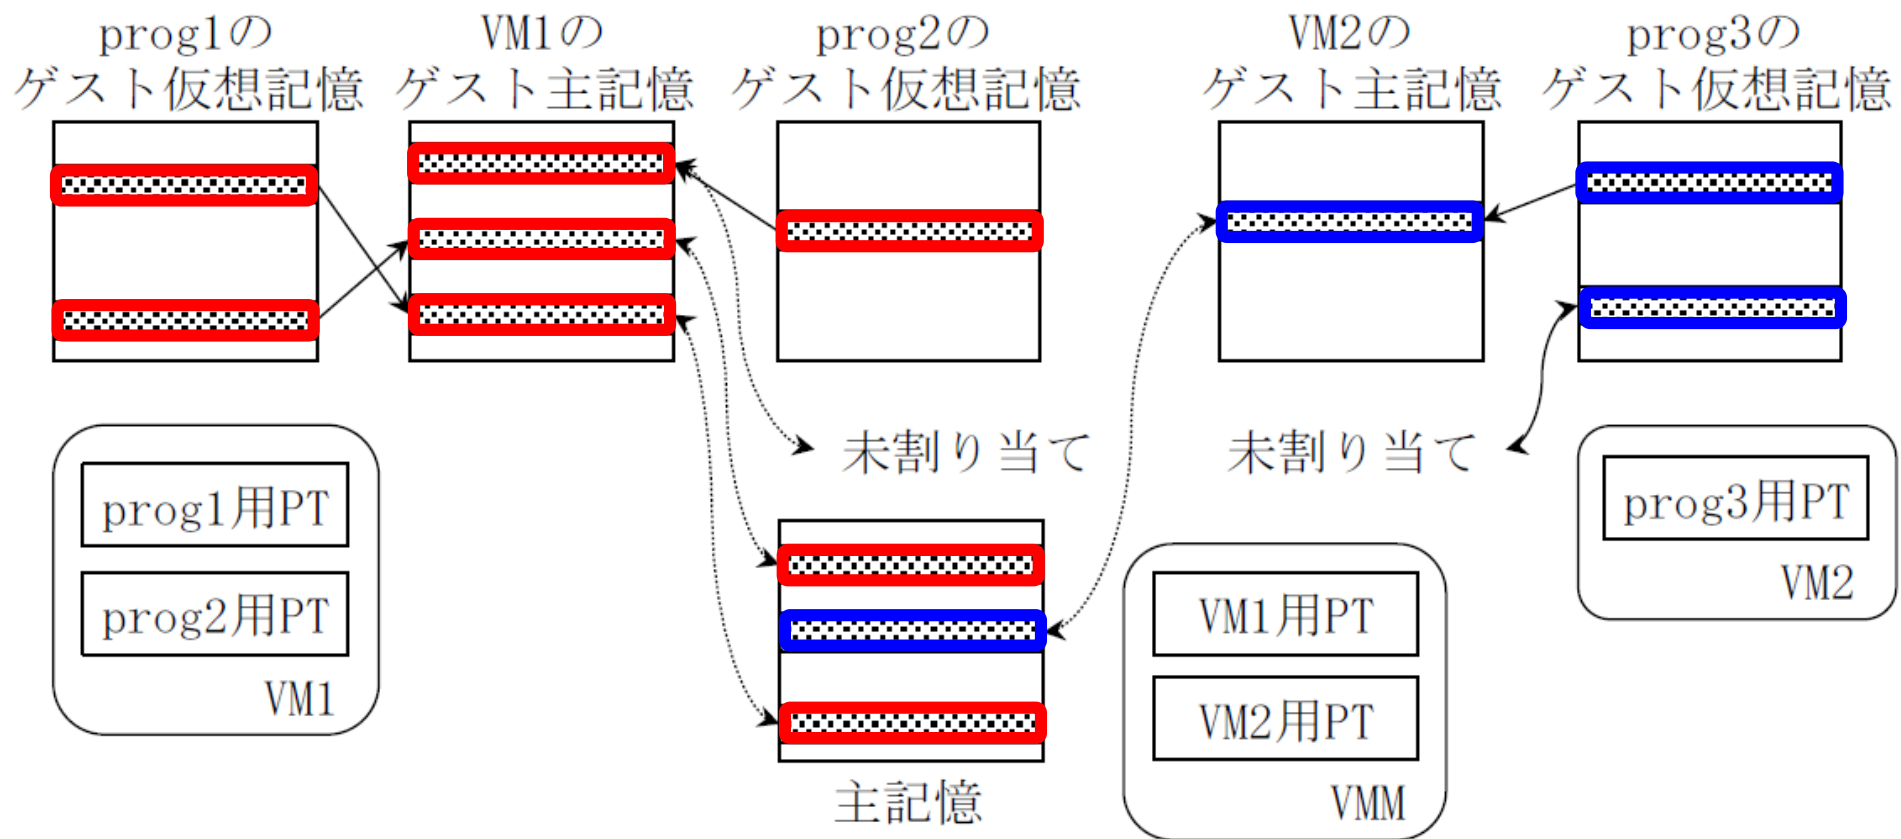 prog1の
ゲスト仮想記憶
VM1の
ゲスト主記憶
prog2の
ゲスト仮想記憶
VM2の
ゲスト主記憶
prog3の
ゲスト仮想記憶
未割り当て
未割り当て
prog1用PT
prog2用PT
VM1
prog3用PT
VM2
VM1用PT
VM2用PT
VMM
主記憶